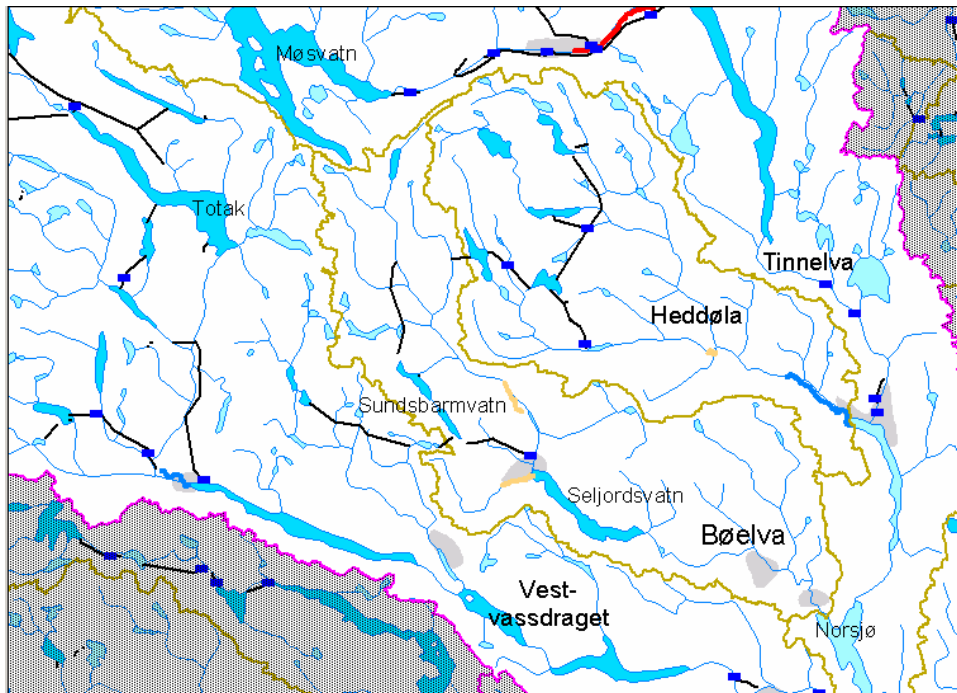 Møsvatn
Totak
Tinnelva
Heddøla
Sundsbarmvatn
Seljordsvatn
Bøelva
Vest-
vassdraget
Norsjø